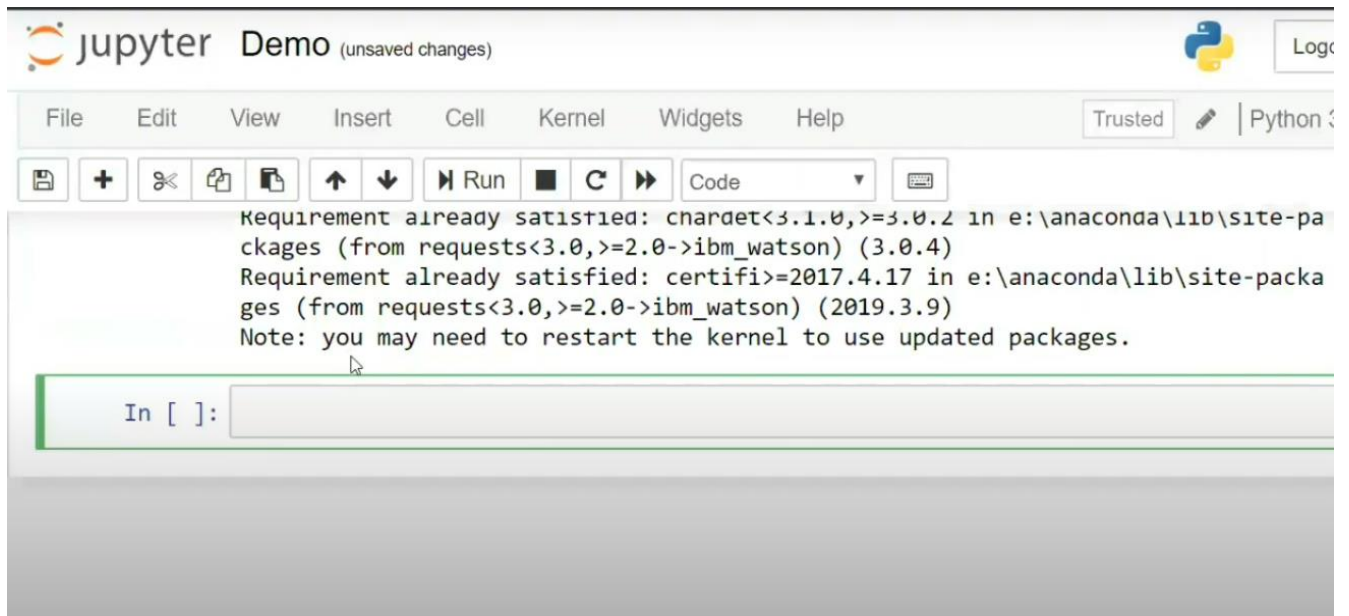 jupyter Demo (unsaved changes)
File Edit View Insert Cell Kernel Widgets Help Trusted Python 3
Run Code
Requirement already satisfied: chardet<3.1.0,>=3.0.2 in e:\anaconda\lib\site-pa
ckages (from requests<3.0,>=2.0->ibm_watson) (3.0.4)
Requirement already satisfied: certifi>=2017.4.17 in e:\anaconda\lib\site-packa
ges (from requests<3.0,>=2.0->ibm_watson) (2019.3.9)
Note: you may need to restart the kernel to use updated packages.
In [ ]: